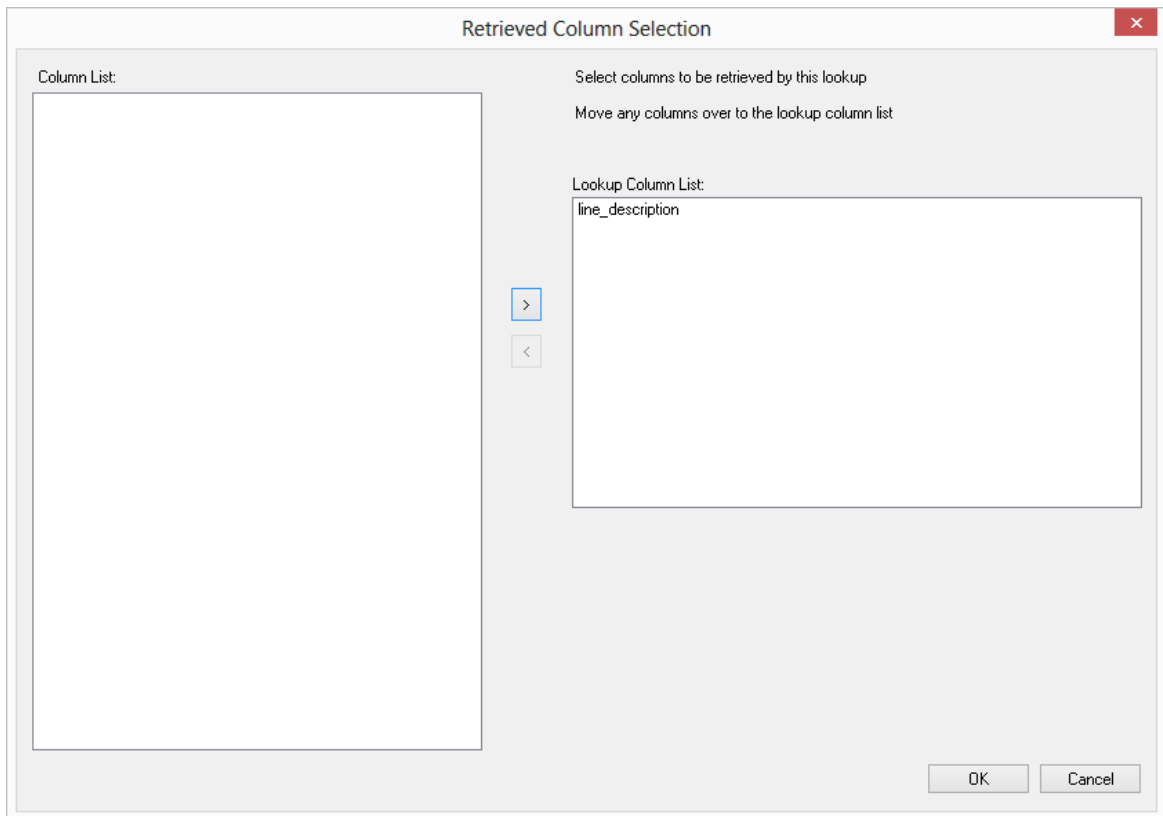 Retrieved Column Selection
Column List:
Select columns to be retrieved by this lookup
Move any columns over to the lookup column list
Lookup Column List:
line_description
>
<
OK
Cancel